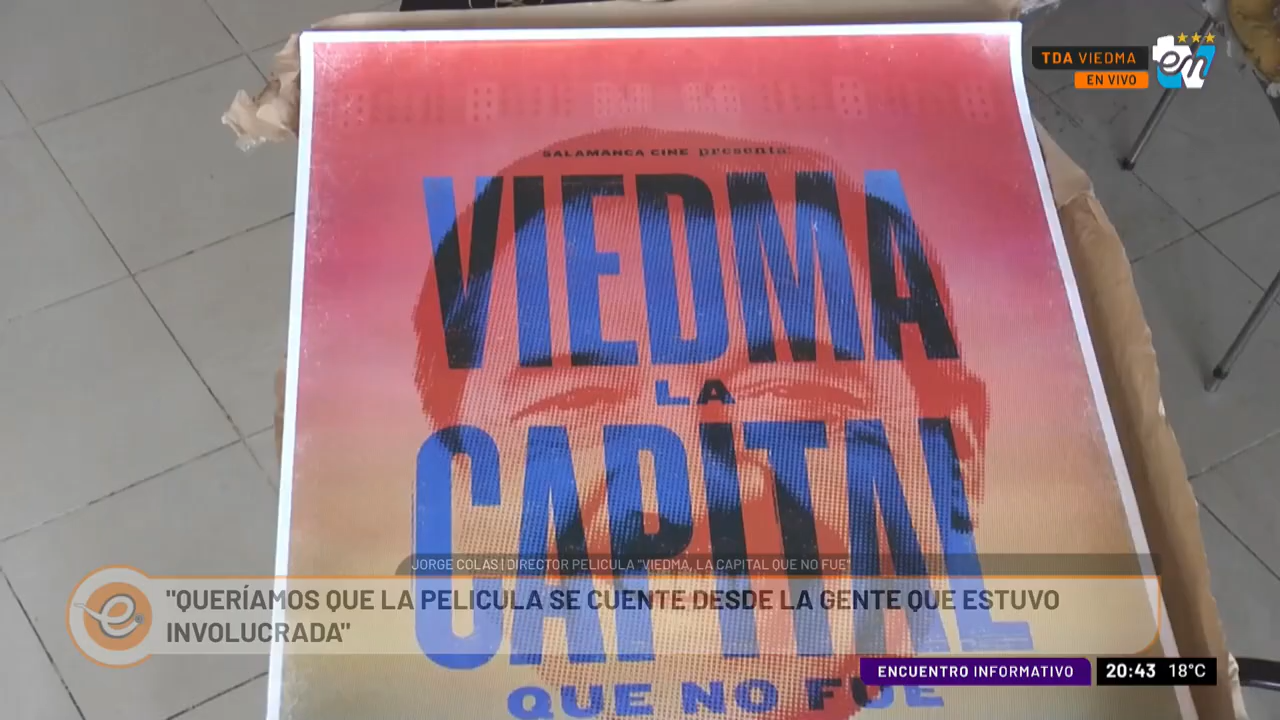 TDA VIEDMA
EN VIVO
en
SALAMANCA CINE presenta:
VIEDMA
LA
CAPITAL
QUE NO FUE
JORGE COLAS | DIRECTOR PELICULA "VIEDMA, LA CAPITAL QUE NO FUE"
"QUERÍAMOS QUE LA PELICULA SE CUENTE DESDE LA GENTE QUE ESTUVO
INVOLUCRADA"
e
ENCUENTRO INFORMATIVO
20:43 18°C